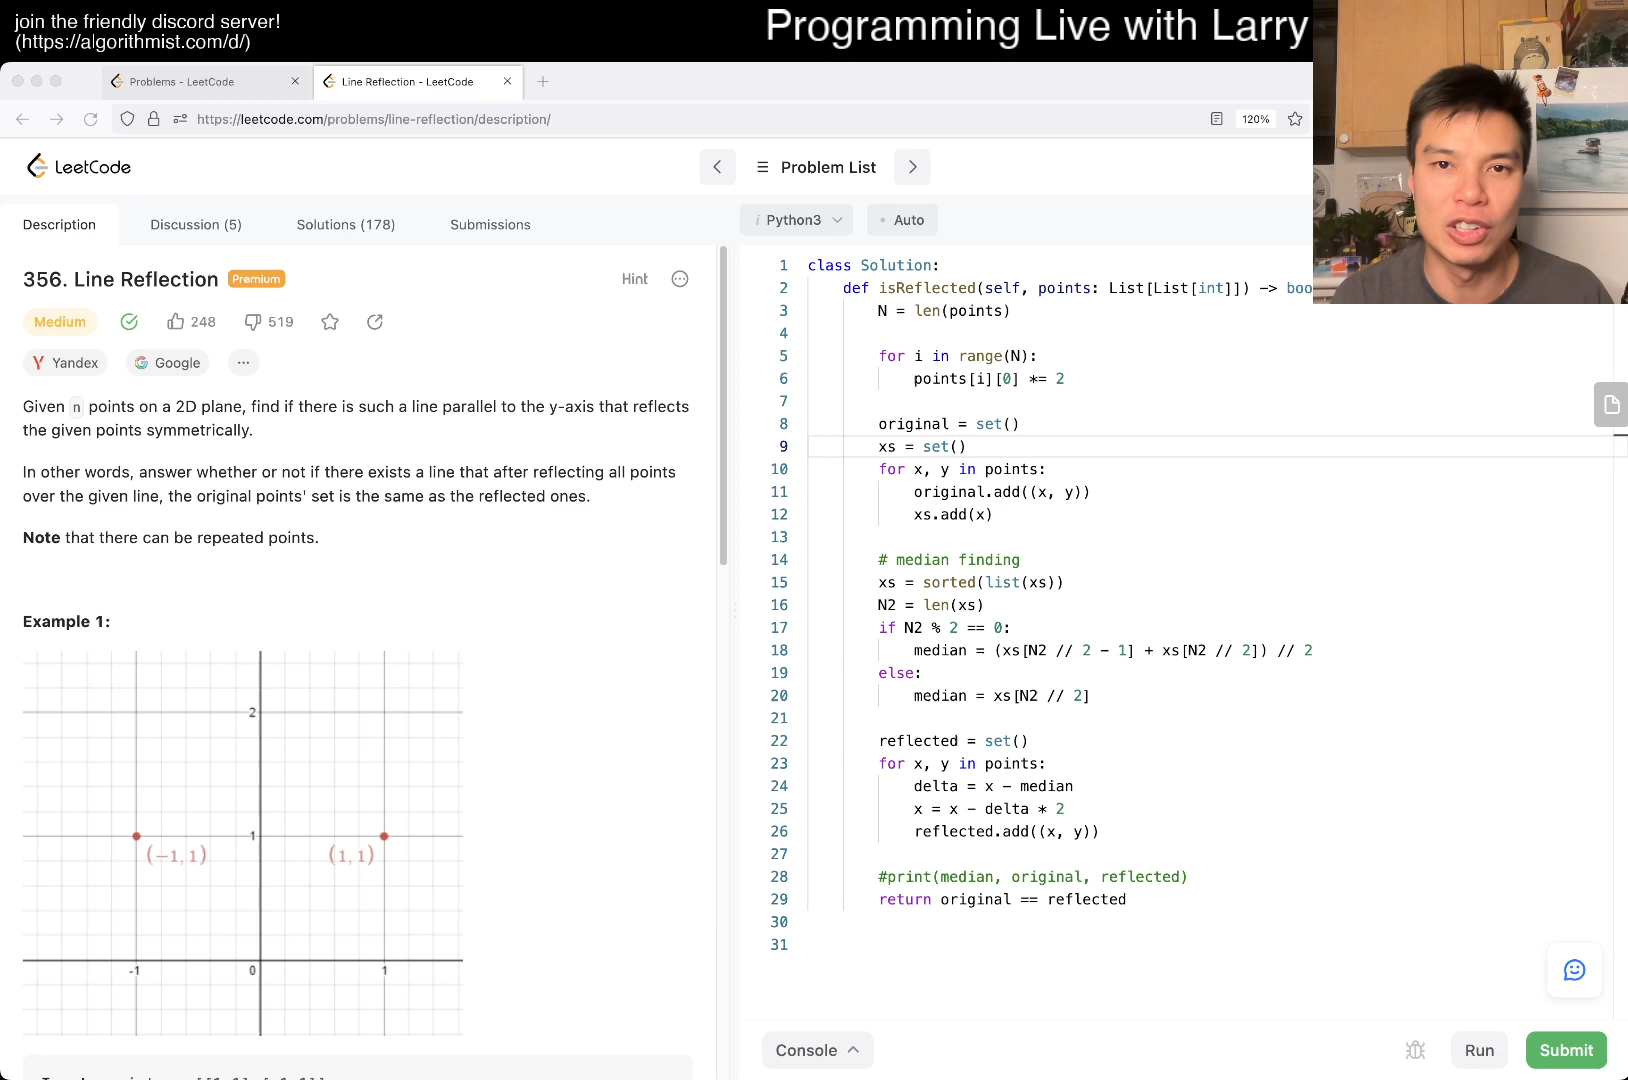 join the friendly discord server!
(https://algorithmist.com/d/)
Programming Live with Larry
Problems - LeetCode
Line Reflection - LeetCode
https://leetcode.com/problems/line-reflection/description/
120%
LeetCode
Problem List
Description
Discussion (5)
Solutions (178)
Submissions
Python3
Auto
356. Line Reflection
Premium
Hint
Medium
248
519
Yandex
Google
Given n points on a 2D plane, find if there is such a line parallel to the y-axis that reflects
the given points symmetrically.
In other words, answer whether or not if there exists a line that after reflecting all points
over the given line, the original points' set is the same as the reflected ones.
Note that there can be repeated points.
Example 1:
2
1
(-1, 1)
(1, 1)
-1
0
1
1 class Solution:
2 def isReflected(self, points: List[List[int]]) -> boo
3 N = len(points)
4
5 for i in range(N):
6 points[i][0] *= 2
7
8 original = set()
9 xs = set()
10 for x, y in points:
11 original.add((x, y))
12 xs.add(x)
13
14 # median finding
15 xs = sorted(list(xs))
16 N2 = len(xs)
17 if N2 % 2 == 0:
18 median = (xs[N2 // 2 - 1] + xs[N2 // 2]) // 2
19 else:
20 median = xs[N2 // 2]
21
22 reflected = set()
23 for x, y in points:
24 delta = x - median
25 x = x - delta * 2
26 reflected.add((x, y))
27
28 #print(median, original, reflected)
29 return original == reflected
30
31
Console
Run
Submit